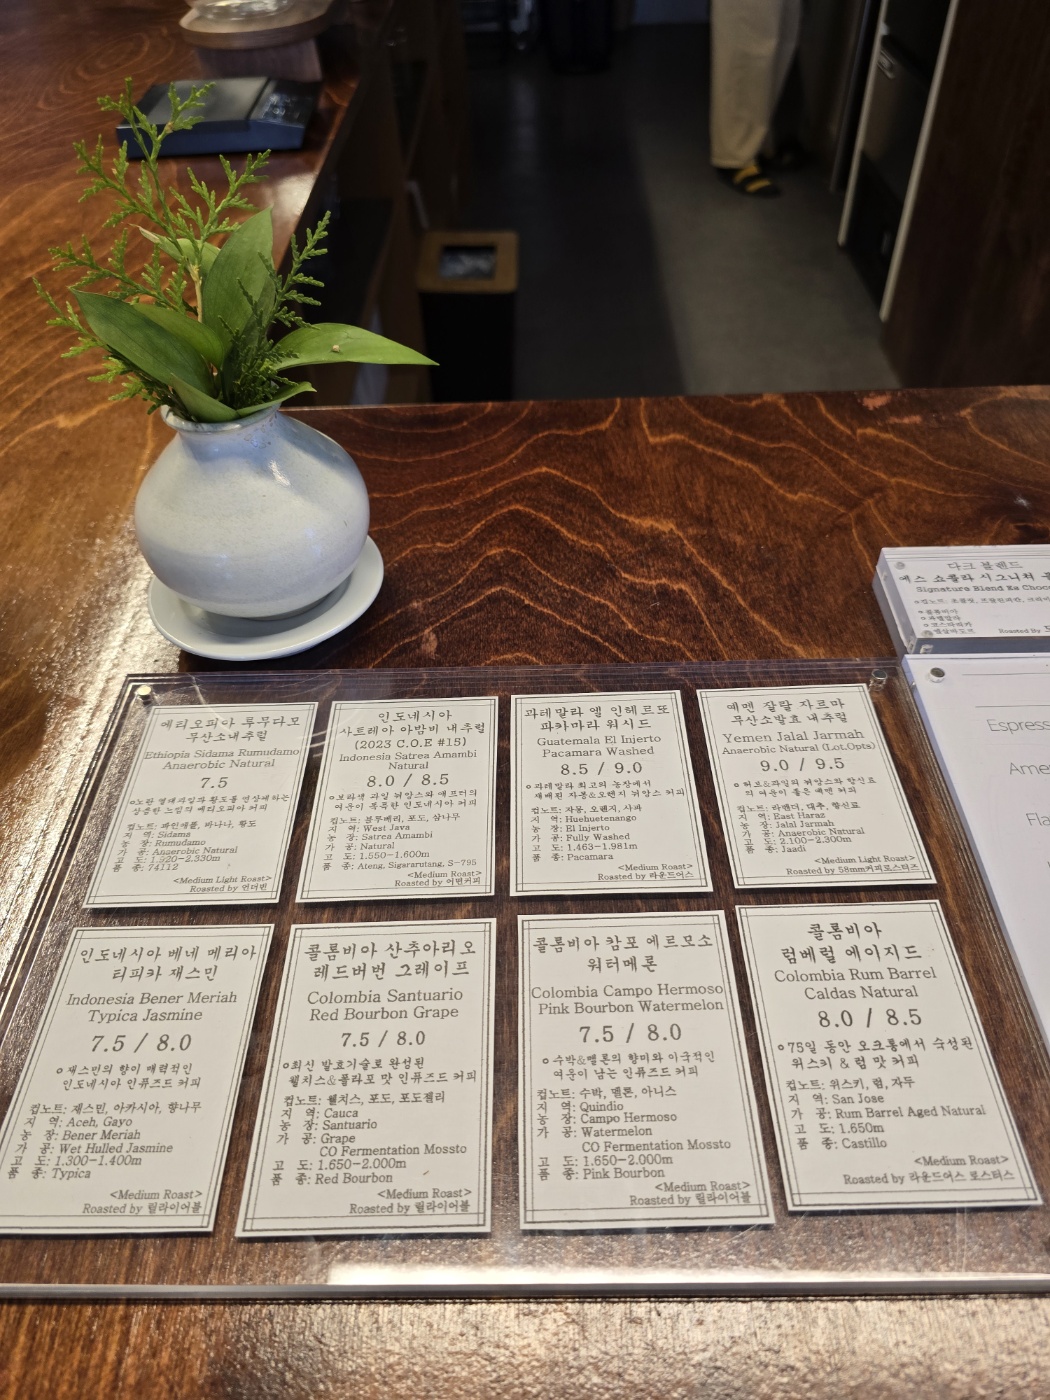 에티오피아 루무다모
무산소내추럴
Ethiopia Sidama Rumudamo
Anaerobic Natural
7.5
노란 열대과일과 황도를 연상케하는
상큼한 느낌의 에티오피아 커피
컵노트: 파인애플, 바나나, 황도
지 역: Sidama
농 장: Rumudamo
가 공: Anaerobic Natural
고 도: 1.920-2.330m
품 종: 74112
<Medium Light Roast>
Roasted by 언더빈
인도네시아
사트레아 아밤비 내추럴
(2023 C.O.E #15)
Indonesia Satrea Amambi
Natural
8.0 / 8.5
보라색 과일 뉘앙스와 애프터의
여운이 독특한 인도네시아 커피
컵노트: 블루베리, 포도, 삼나무
지 역: West Java
농 장: Satrea Amambi
가 공: Natural
고 도: 1.550-1,600m
품 종: Ateng, Sigararutang, S-795
<Medium Roast>
Roasted by 어떤커피
과테말라 엘 인헤르또
파카마라 워시드
Guatemala El Injerto
Pacamara Washed
8.5 / 9.0
과테말라 최고의 농장에서
재배된 자몽&오렌지 뉘앙스 커피
컵노트: 자몽, 오렌지, 사과
지 역: Huehuetenango
농 장: El Injerto
가 공: Fully Washed
고 도: 1.463-1.981m
품 종: Pacamara
<Medium Roast>
Roasted by 라운드어스
예멘 잘랄 자르마
무산소발효 내추럴
Yemen Jalal Jarmah
Anaerobic Natural (Lot.Opts)
9.0 / 9.5
허브&과일의 뉘앙스와 향신료
의 여운이 좋은 예멘 커피
컵노트: 라벤더, 대추, 향신료
지 역: East Haraz
농 장: Jalal Jarmah
가 공: Anaerobic Natural
고 도: 2.100-2.300m
품 종: Jaadi
<Medium Light Roast>
Roasted by 58mm커피로스터즈
인도네시아 베네 메리아
티피카 재스민
Indonesia Bener Meriah
Typica Jasmine
7.5 / 8.0
재스민의 향이 매력적인
인도네시아 인퓨즈드 커피
컵노트: 재스민, 아카시아, 향나무
지 역: Aceh, Gayo
농 장: Bener Meriah
가 공: Wet Hulled Jasmine
고 도: 1.300-1.400m
품 종: Typica
<Medium Roast>
Roasted by 릴라이어블
콜롬비아 산추아리오
레드버번 그레이프
Colombia Santuario
Red Bourbon Grape
7.5 / 8.0
최신 발효기술로 완성된
웰치스&폴라포 맛 인퓨즈드 커피
컵노트: 웰치스, 포도, 포도젤리
지 역: Cauca
농 장: Santuario
가 공: Grape
CO Fermentation Mossto
고 도: 1.650-2.000m
품 종: Red Bourbon
<Medium Roast>
Roasted by 릴라이어블
콜롬비아 캄포 에르모소
워터메론
Colombia Campo Hermoso
Pink Bourbon Watermelon
7.5 / 8.0
수박&멜론의 향미와 이국적인
여운이 남는 인퓨즈드 커피
컵노트: 수박, 멜론, 아니스
지 역: Quindio
농 장: Campo Hermoso
가 공: Watermelon
CO Fermentation Mossto
고 도: 1.650-2.000m
품 종: Pink Bourbon
<Medium Roast>
Roasted by 릴라이어블
콜롬비아
럼베럴 에이지드
Colombia Rum Barrel
Caldas Natural
8.0 / 8.5
75일 동안 오크통에서 숙성된
위스키 & 럼 맛 커피
컵노트: 위스키, 럼, 자두
지 역: San Jose
가 공: Rum Barrel Aged Natural
고 도: 1.650m
품 종: Castillo
<Medium Roast>
Roasted by 라운드어스 로스터스
다크 블렌드
에스 쇼콜라 시그니처
Signature Blend Es Choco
컵노트: 초콜릿,
콜롬비아
과테말라
코스타리카
엘살바도르
Roasted by
Espress
Ame
Fla